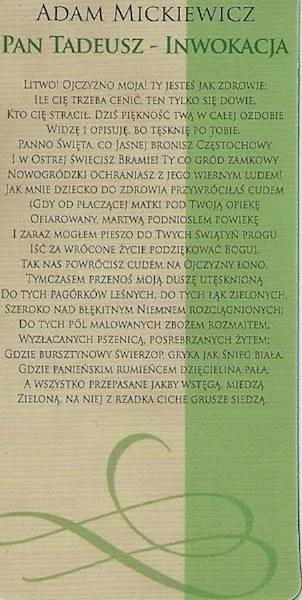 Adam Mickiewicz
Pan Tadeusz - Inwokacja
Litwo! Ojczyzno moja! ty jesteś jak zdrowie:
Ile cię trzeba cenić, ten tylko się dowie,
Kto cię stracił. Dziś piękność twą w całej ozdobie
Widzę i opisuję, bo tęsknię po tobie.
Panno Święta, co Jasnej bronisz Częstochowy
I w Ostrej świecisz Bramie! Ty co gród zamkowy
Nowogródzki ochraniasz z jego wiernym ludem!
Jak mnie dziecko do zdrowia przywróciłaś cudem
(Gdy od płaczącej matki pod Twoją opiekę
Ofiarowany, martwą podniosłem powiekę
I zaraz mogłem pieszo do Twych świątyń progu
Iść za wrócone życie podziękować Bogu),
Tak nas powrócisz cudem na Ojczyzny łono.
Tymczasem przenoś moją duszę utęsknioną
Do tych pagórków leśnych, do tych łąk zielonych,
Szeroko nad błękitnym Niemnem rozciągnionych;
Do tych pól malowanych zbożem rozmaitem,
Wyzłacanych pszenicą, posrebrzanych żytem;
Gdzie bursztynowy świerzop, gryka jak śnieg biała,
Gdzie panieńskim rumieńcem dzięcielina pała,
A wszystko przepasane jakby wstęgą, miedzą
Zieloną, na niej z rzadka ciche grusze siedzą.